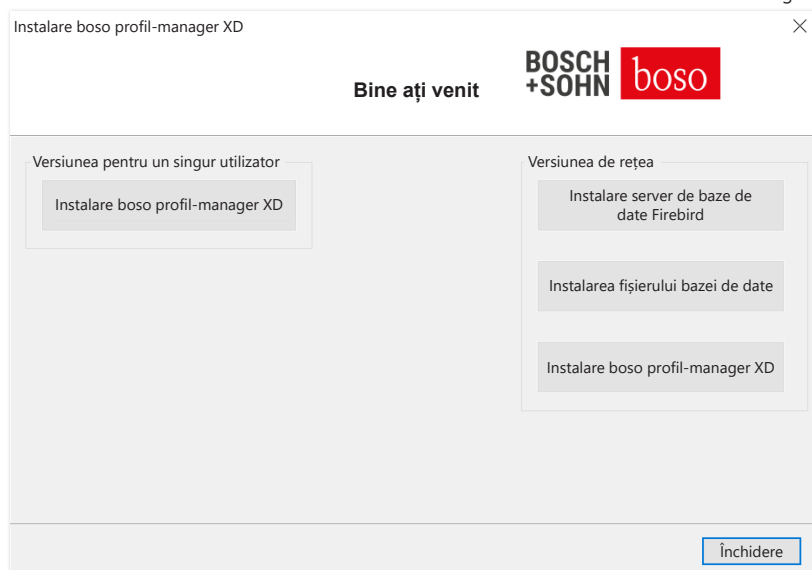 Instalare boso profil-manager XD
Bine ați venit
BOSCH
+SOHN
boso
Versiunea pentru un singur utilizator
Instalare boso profil-manager XD
Versiunea de rețea
Instalare server de baze de
date Firebird
Instalarea fișierului bazei de date
Instalare boso profil-manager XD
Închidere